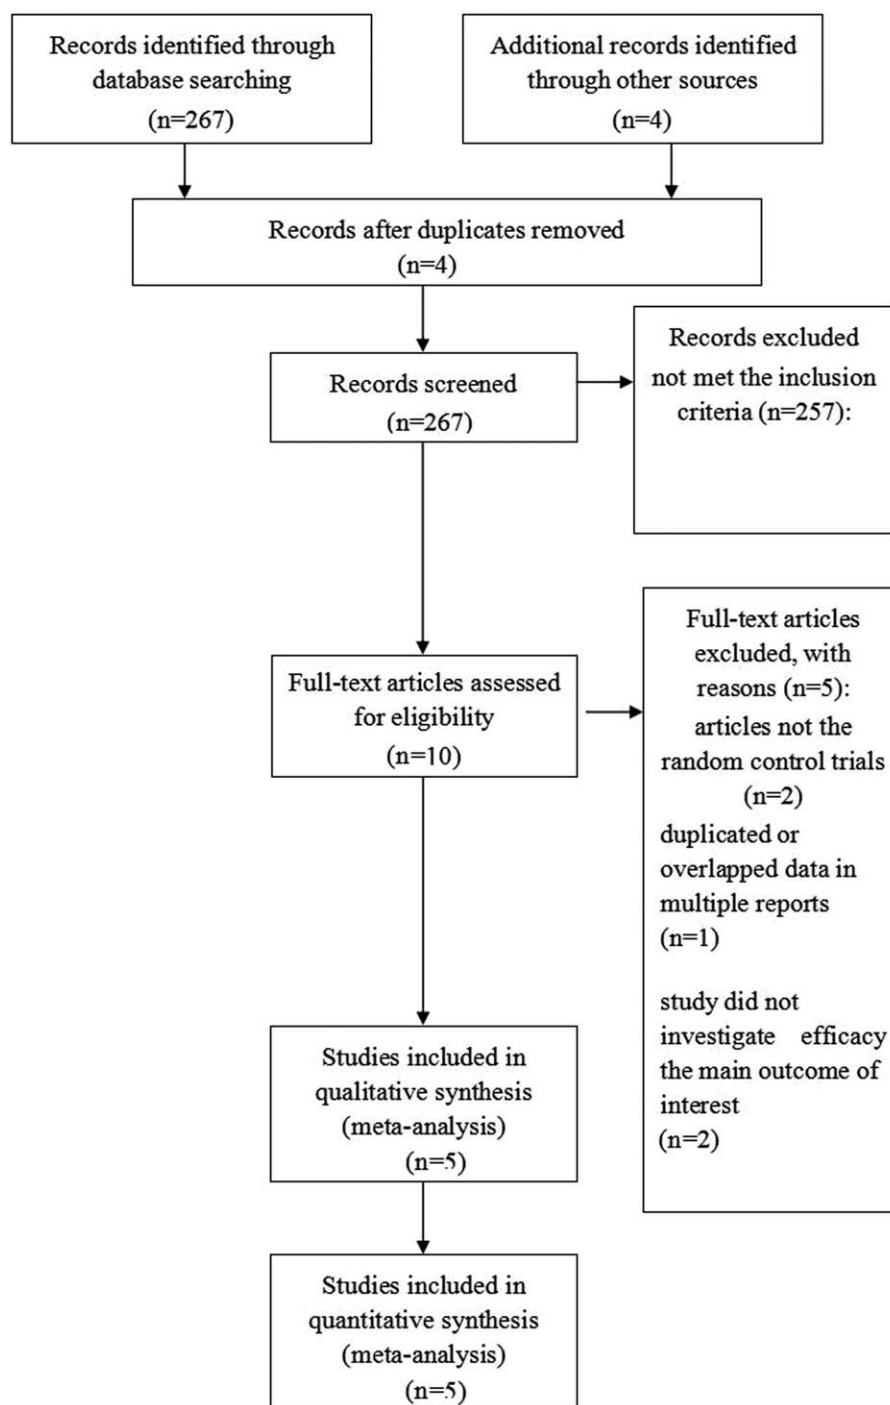 Records identified through
database searching
(n=267)
Additional records identified
through other sources
(n=4)
Records after duplicates removed
(n=4)
Records screened
(n=267)
Records excluded
not met the inclusion
criteria (n=257):
Full-text articles assessed
for eligibility
(n=10)
Full-text articles
excluded, with
reasons (n=5):
articles not the
random control trials
(n=2)
duplicated or
overlapped data in
multiple reports
(n=1)
study did not
investigate efficacy
the main outcome of
interest
(n=2)
Studies included in
qualitative synthesis
(meta-analysis)
(n=5)
Studies included in
quantitative synthesis
(meta-analysis)
(n=5)